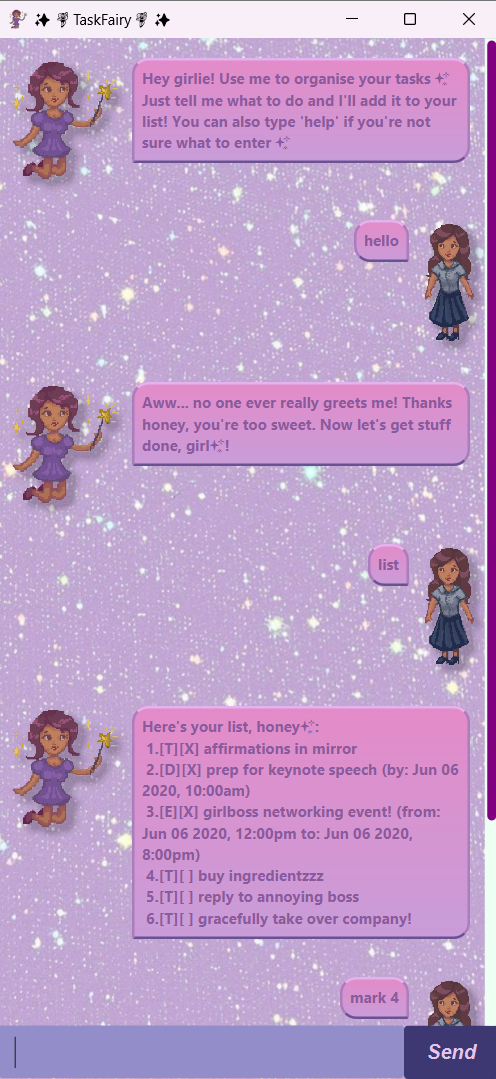 ✨ 🧚 TaskFairy 🧚 ✨
Hey girlie! Use me to organise your tasks ✨
Just tell me what to do and I'll add it to your
list! You can also type 'help' if you're not
sure what to enter ✨
hello
Aww... no one ever really greets me! Thanks
honey, you're too sweet. Now let's get stuff
done, girl✨!
list
Here's your list, honey✨:
1.[T][X] affirmations in mirror
2.[D][X] prep for keynote speech (by: Jun 06
2020, 10:00am)
3.[E][X] girlboss networking event! (from:
Jun 06 2020, 12:00pm to: Jun 06 2020,
8:00pm)
4.[T][ ] buy ingredientzzz
5.[T][ ] reply to annoying boss
6.[T][ ] gracefully take over company!
mark 4
Send